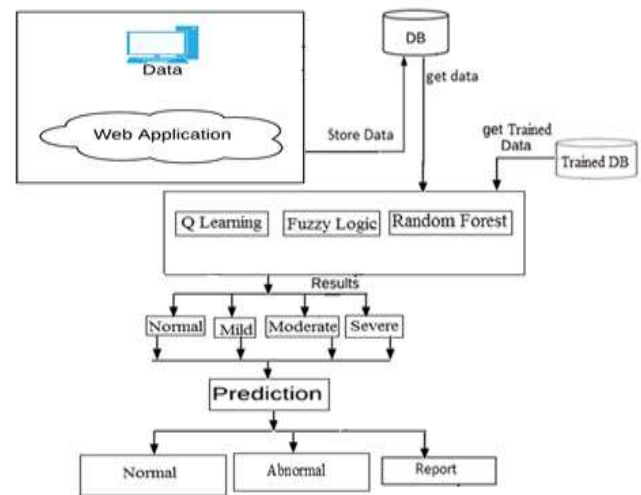 Data
Web Application
DB
get data
Store Data
get Trained
Data
Trained DB
Q Learning
Fuzzy Logic
Random Forest
Results
Normal
Mild
Moderate
Severe
Prediction
Normal
Abnormal
Report